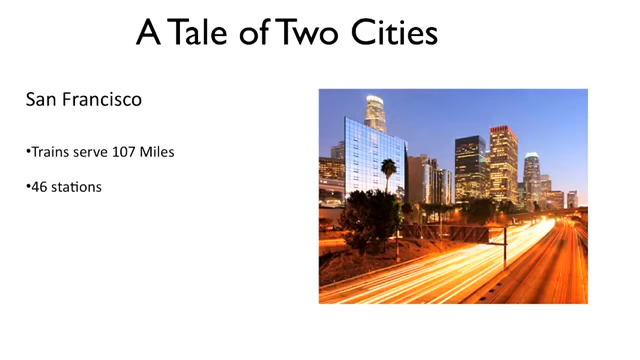 A Tale of Two Cities
San Francisco
•Trains serve 107 Miles
•46 stations